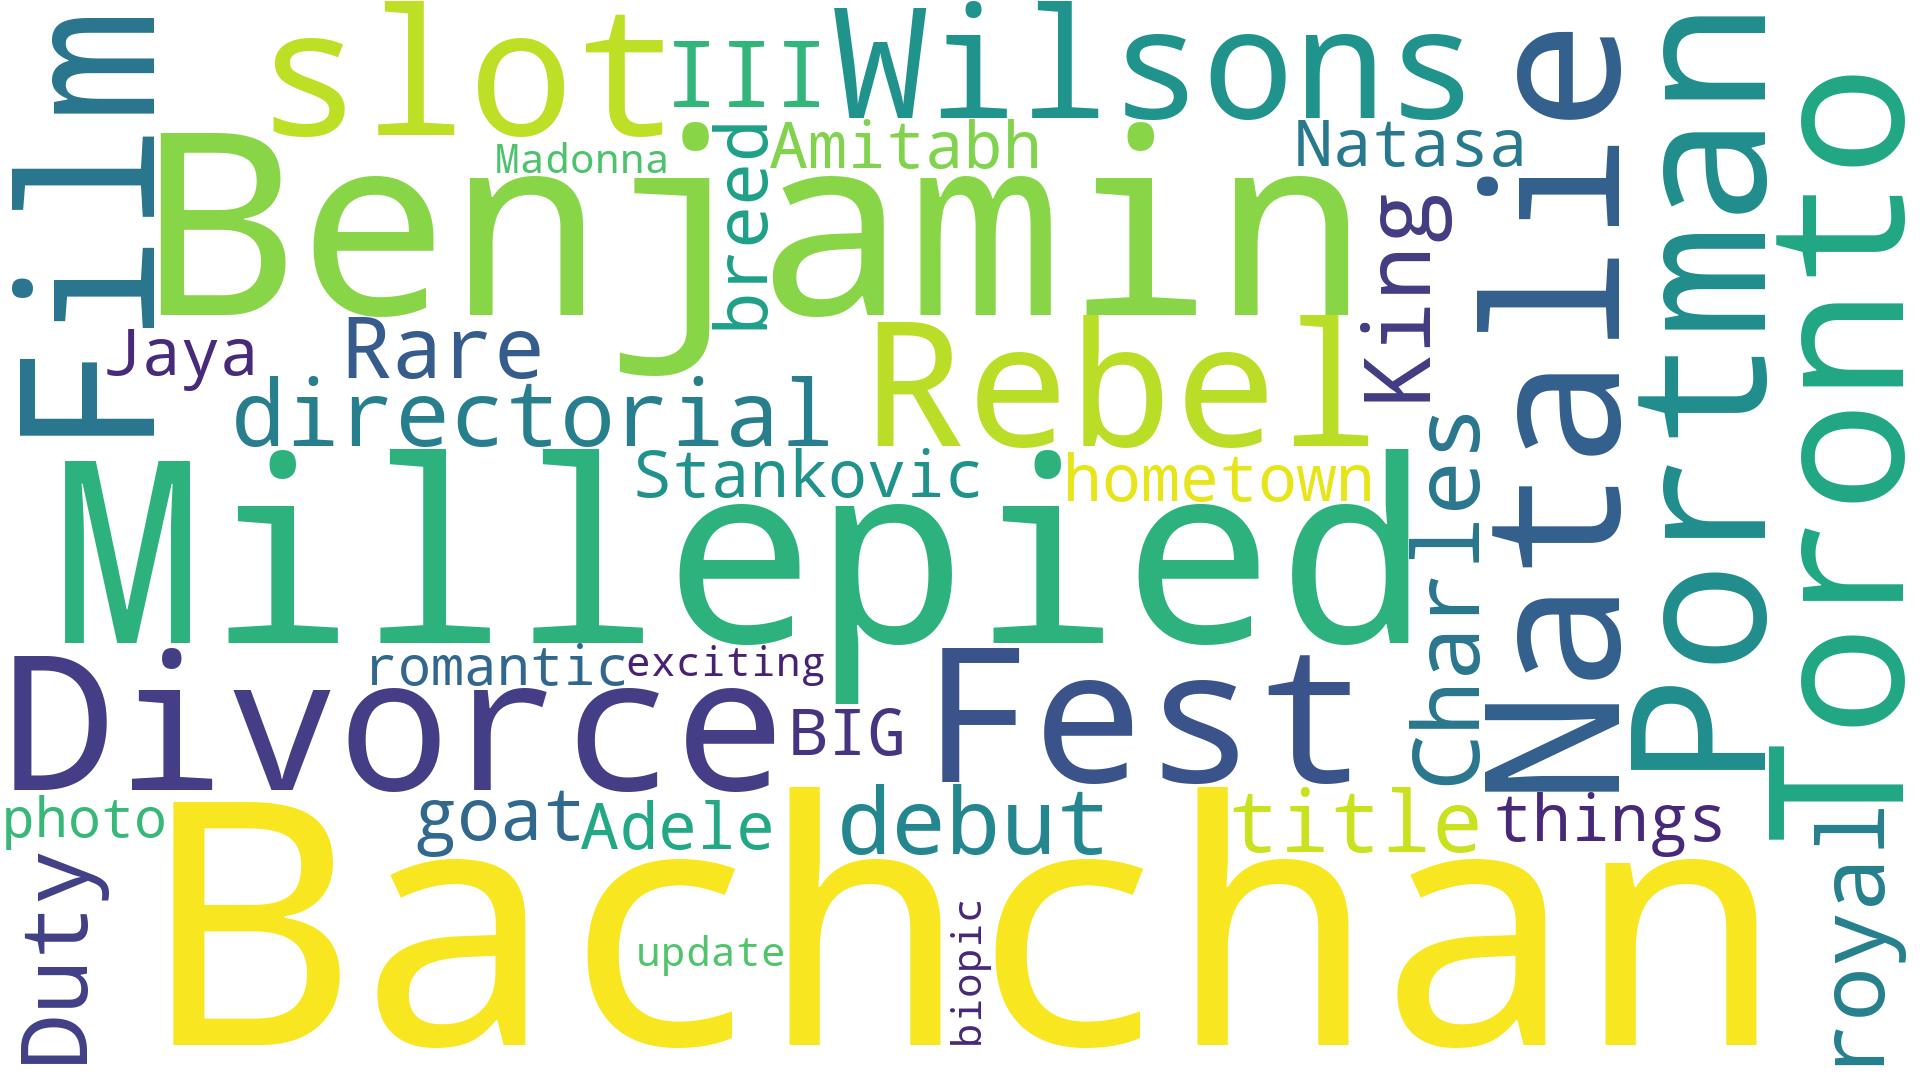 Film
slot
III
Wilsons
Natalie
Portman
Toronto
Benjamin
Madonna
breed
Amitabh
Natasa
King
Jaya
Rare
Rebel
directorial
Stankovic
hometown
Charles
Millepied
romantic
exciting
Divorce
BIG
Fest
photo
goat
Adele
debut
title
things
royal
Duty
Bachchan
update
biopic